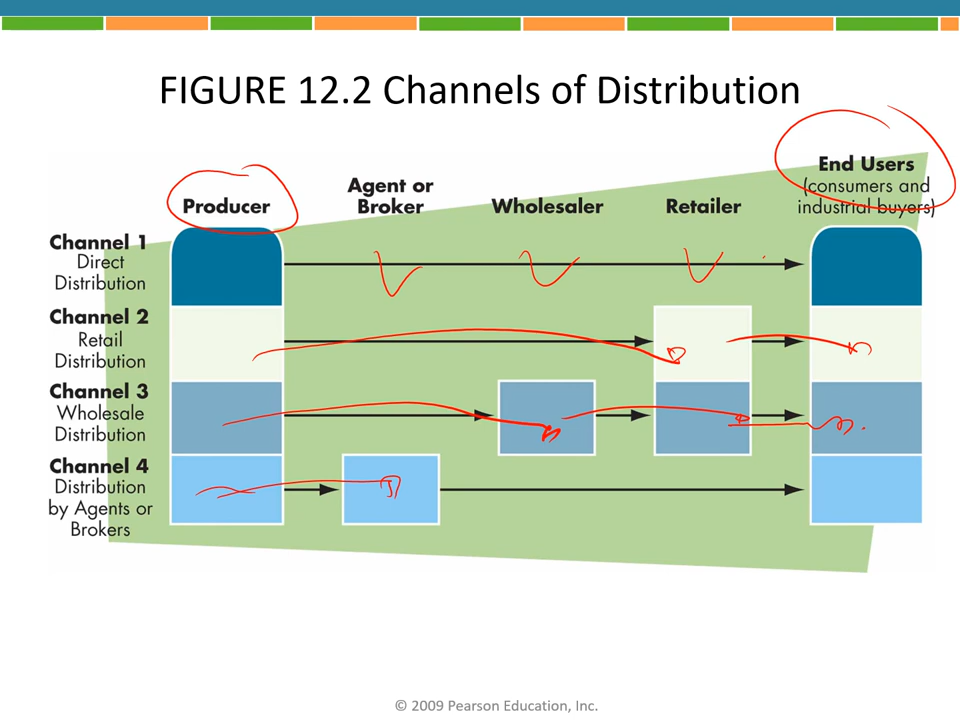 FIGURE 12.2 Channels of Distribution
Producer
Agent or
Broker
Wholesaler
Retailer
End Users
(consumers and
industrial buyers)
Channel 1
Direct
Distribution
Channel 2
Retail
Distribution
Channel 3
Wholesale
Distribution
Channel 4
Distribution
by Agents or
Brokers
© 2009 Pearson Education, Inc.